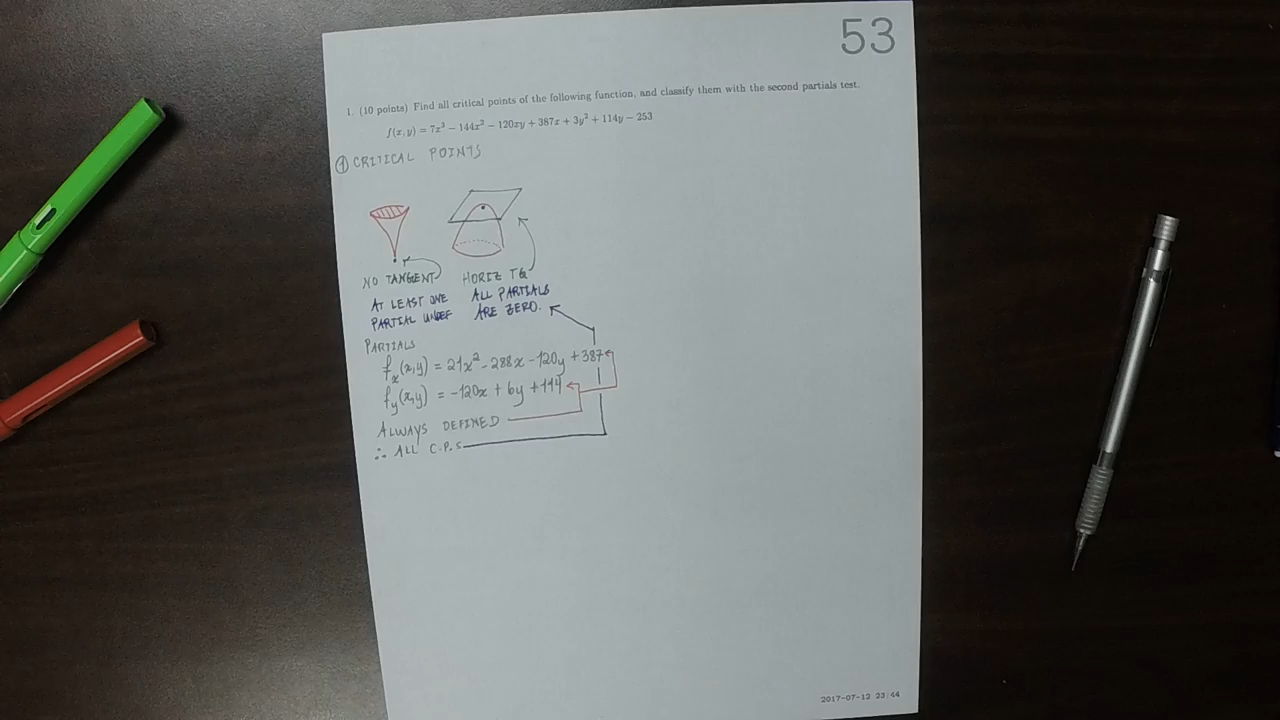 53
1. (10 points) Find all critical points of the following function, and classify them with the second partials test.
f(x, y) = 7x³ − 144x² − 120xy + 387x + 3y² + 114y − 253
① CRITICAL POINTS
NO TANGENT HORIZ TG
AT LEAST ONE ALL PARTIALS
PARTIAL UNDEF ARE ZERO.
PARTIALS
fₓ(x,y) = 21x² - 288x - 120y + 387
f_y(x,y) = -120x + 6y + 114
ALWAYS DEFINED
∴ ALL C.P.S
2017-07-12 23:44